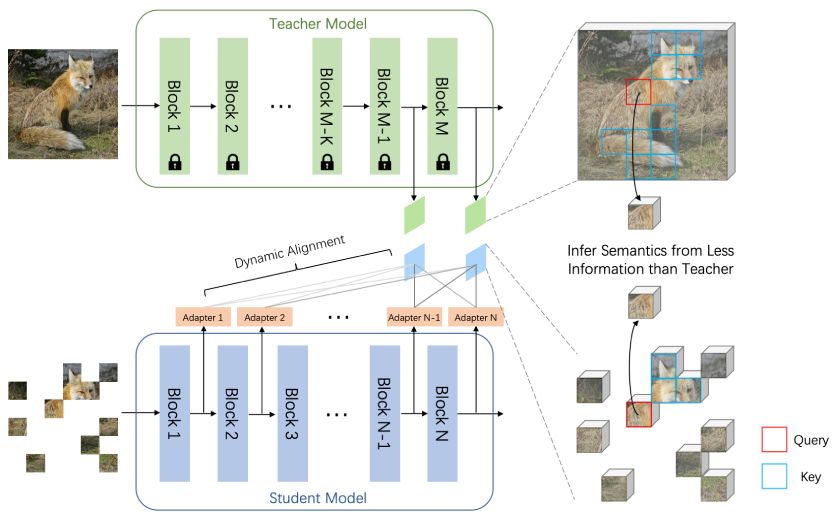 Teacher Model
Block 1
Block 2
...
Block M-K
Block M-1
Block M
Infer Semantics from Less
Information than Teacher
Dynamic Alignment
Adapter 1
Adapter 2
...
Adapter N-1
Adapter N
Block 1
Block 2
Block 3
...
Block N-1
Block N
Student Model
Query
Key